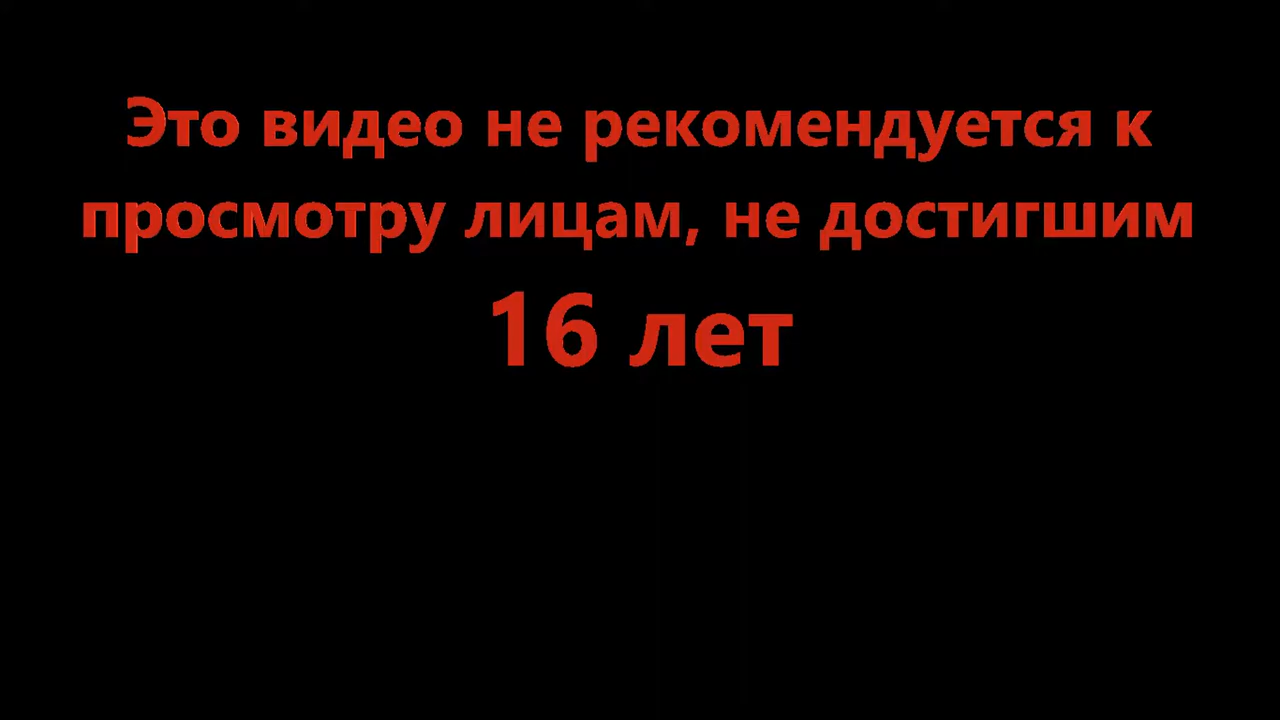 Это видео не рекомендуется к
просмотру лицам, не достигшим
16 лет